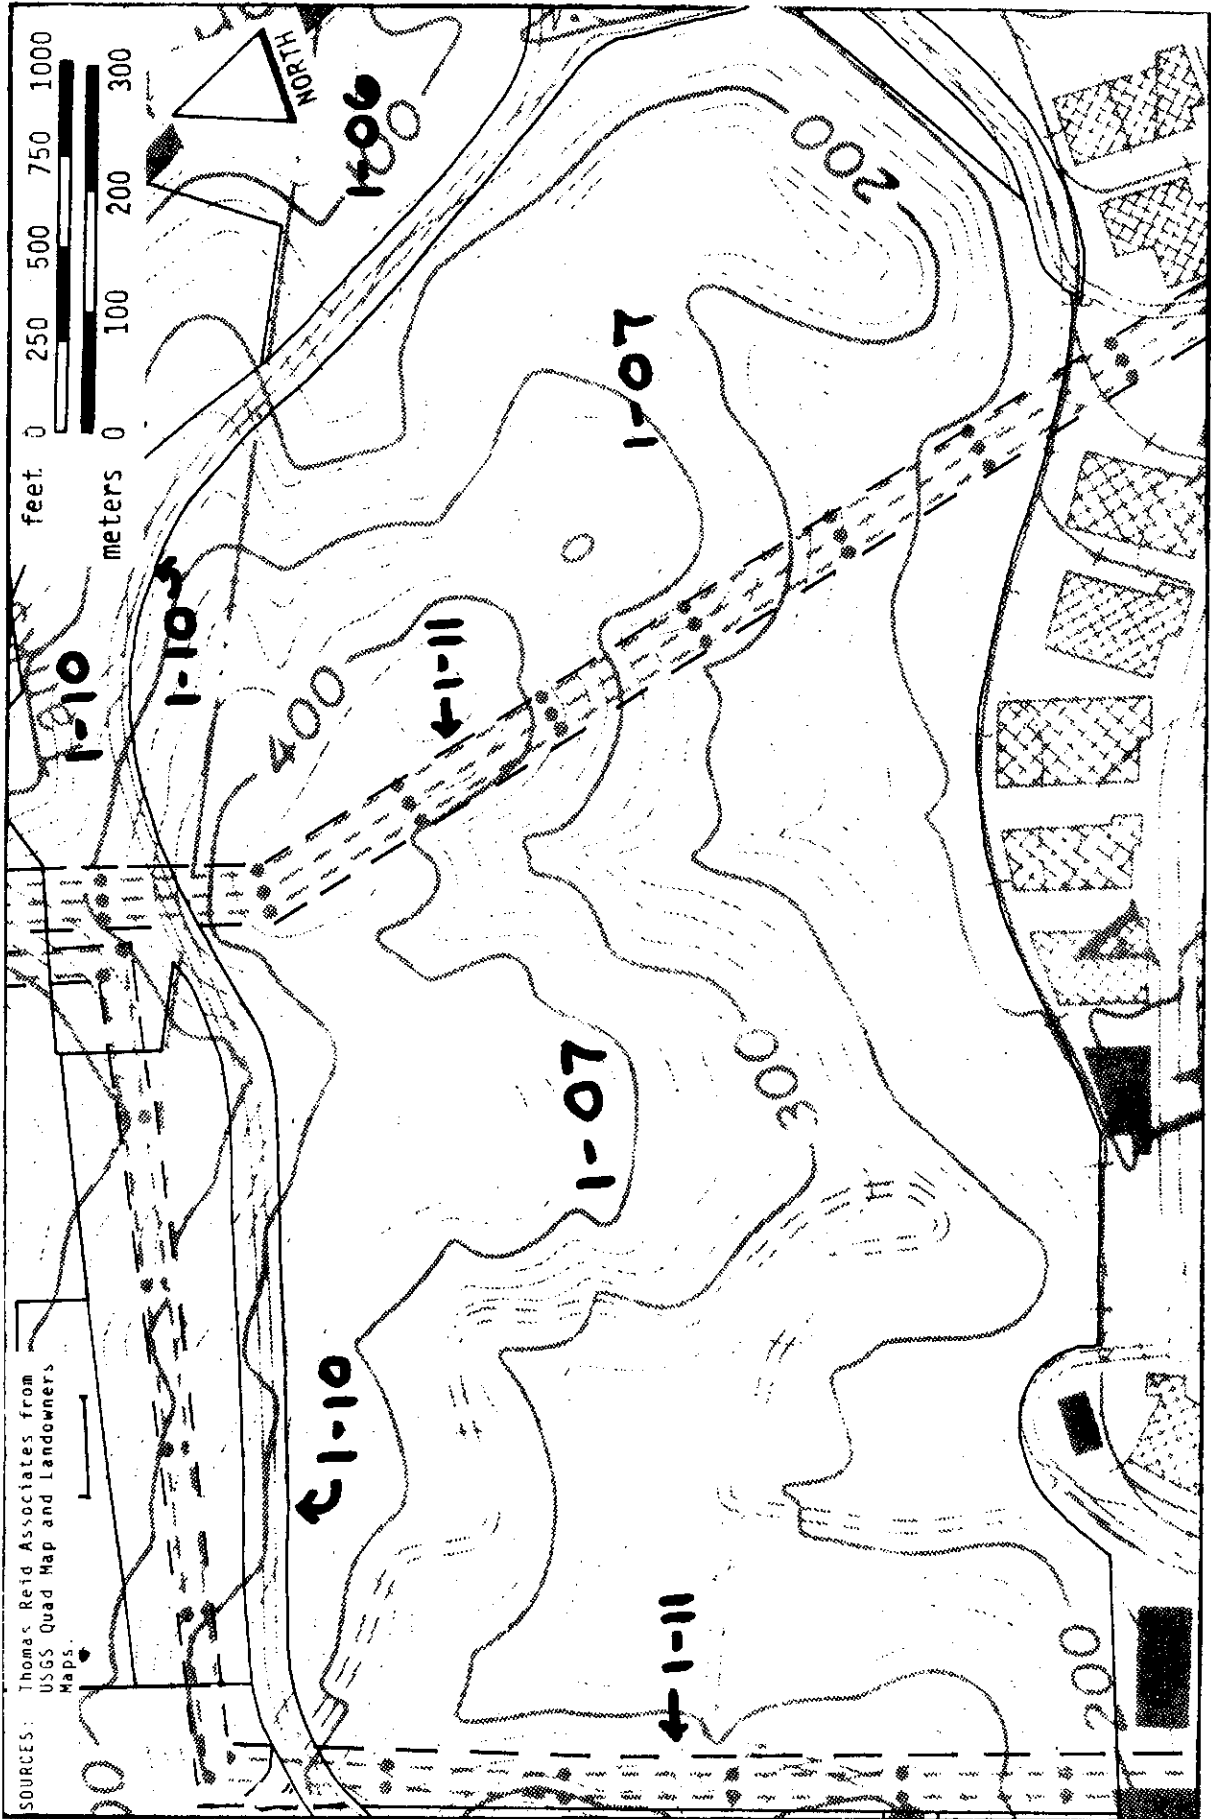 SOURCES: Thomas Reid Associates from
USGS Quad Map and Landowners
Maps.
feet 0 250 500 750 1000
meters 0 100 200 300
NORTH
1-06
1-10
1-10
400
1-11
1-07
200
1-07
300
1-10
1-11
200